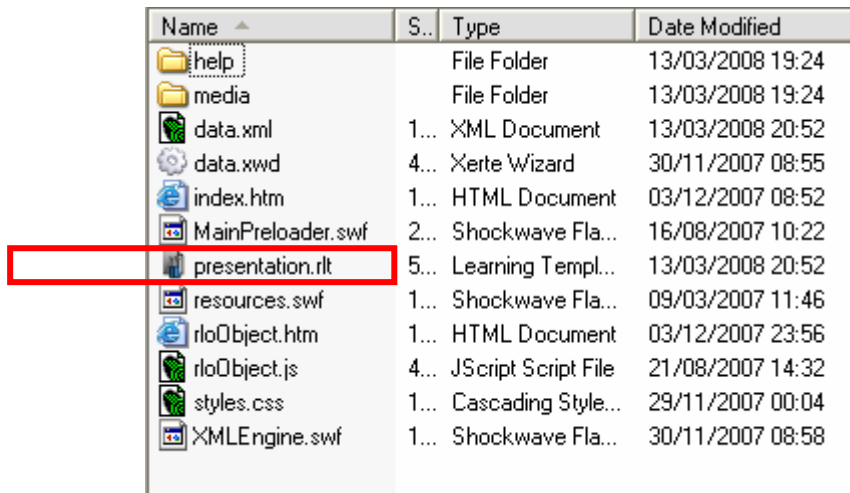 Name S.. Type Date Modified
help File Folder 13/03/2008 19:24
media File Folder 13/03/2008 19:24
data.xml 1... XML Document 13/03/2008 20:52
data.xwd 4... Xerte Wizard 30/11/2007 08:55
index.htm 1... HTML Document 03/12/2007 08:52
MainPreloader.swf 2... Shockwave Fla... 16/08/2007 10:22
presentation.rlt 5... Learning Templ... 13/03/2008 20:52
resources.swf 1... Shockwave Fla... 09/03/2007 11:46
rloObject.htm 1... HTML Document 03/12/2007 23:56
rloObject.js 4... JScript Script File 21/08/2007 14:32
styles.css 1... Cascading Style... 29/11/2007 00:04
XMLEngine.swf 1... Shockwave Fla... 30/11/2007 08:58